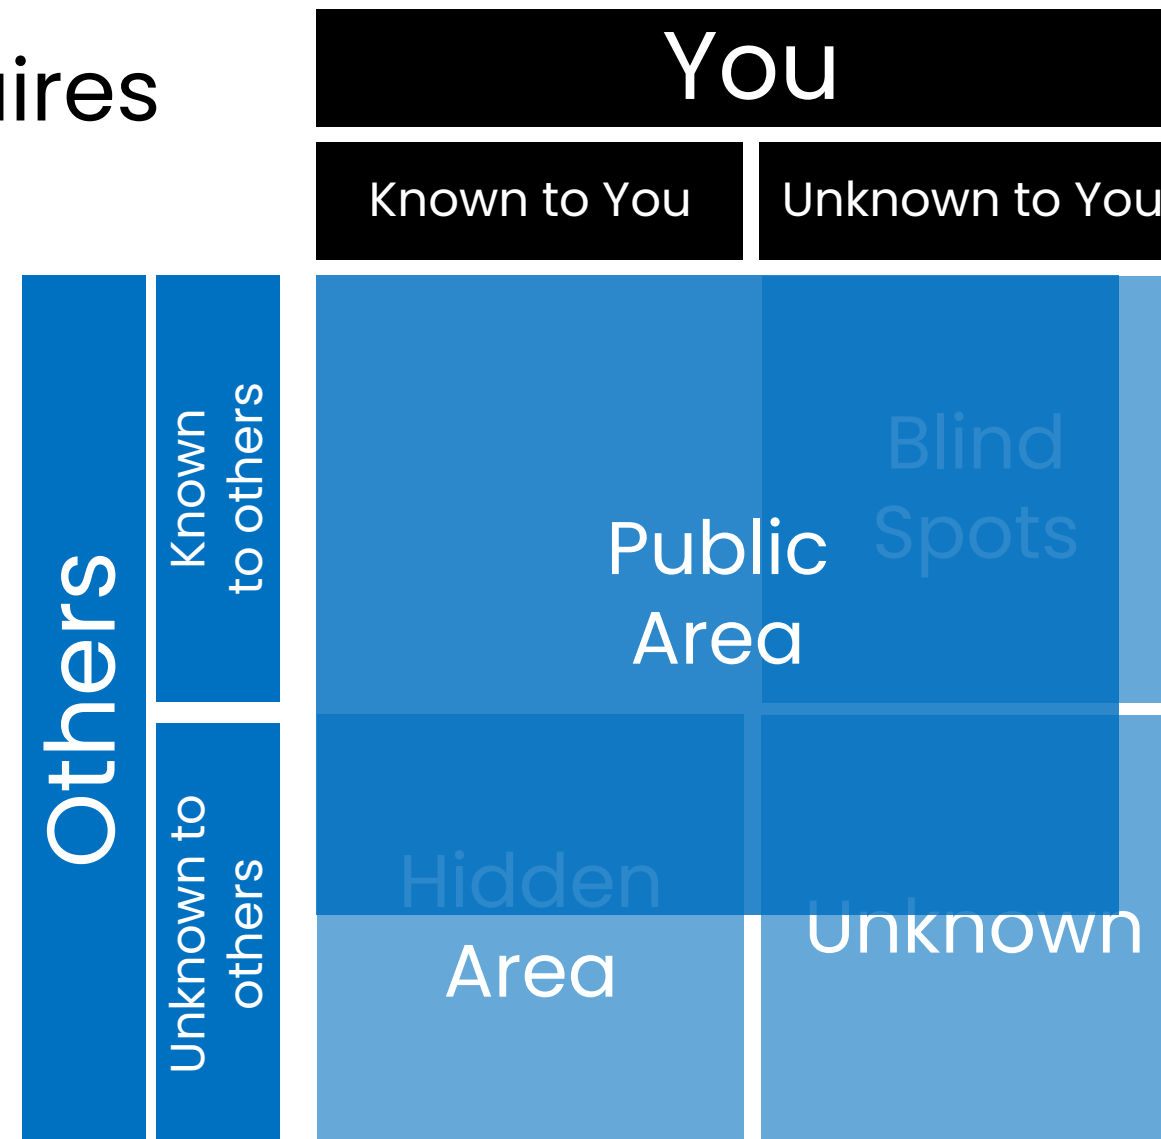 ires
You
Known to You
Unknown to You
Others
Known
to others
Unknown to
others
Blind
Spots
Public
Area
Hidden
Area
Unknown